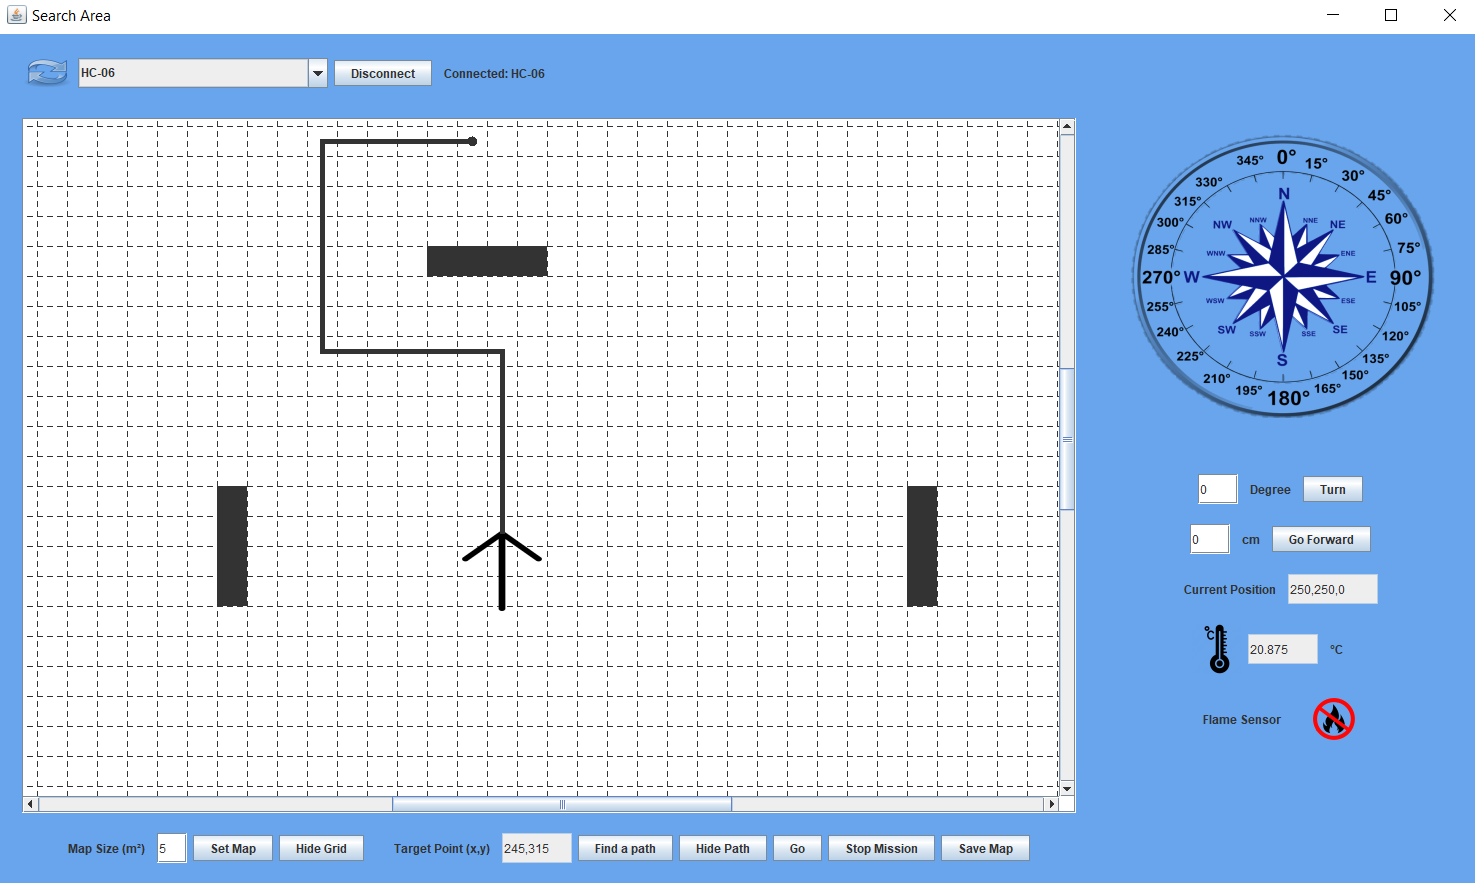 Search Area
HC-06 Disconnect Connected: HC-06
0°
345° 15°
330° 30°
315° N 45°
NW NNW NNE NE
300° 60°
285° WNW ENE 75°
270° W E 90°
255° WSW ESE 105°
240° SW SSW SSE SE 120°
225° S 135°
210° 150°
195° 165°
180°
0 Degree Turn
0 cm Go Forward
Current Position 250,250,0
°C 20.875 °C
Flame Sensor
Map Size (m²) 5 Set Map Hide Grid Target Point (x,y) 245,315 Find a path Hide Path Go Stop Mission Save Map